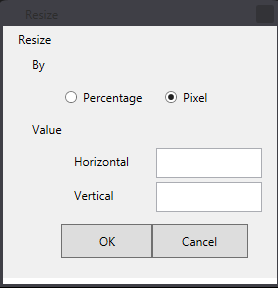 Resize
Resize
By
Percentage Pixel
Value
Horizontal
Vertical
OK Cancel